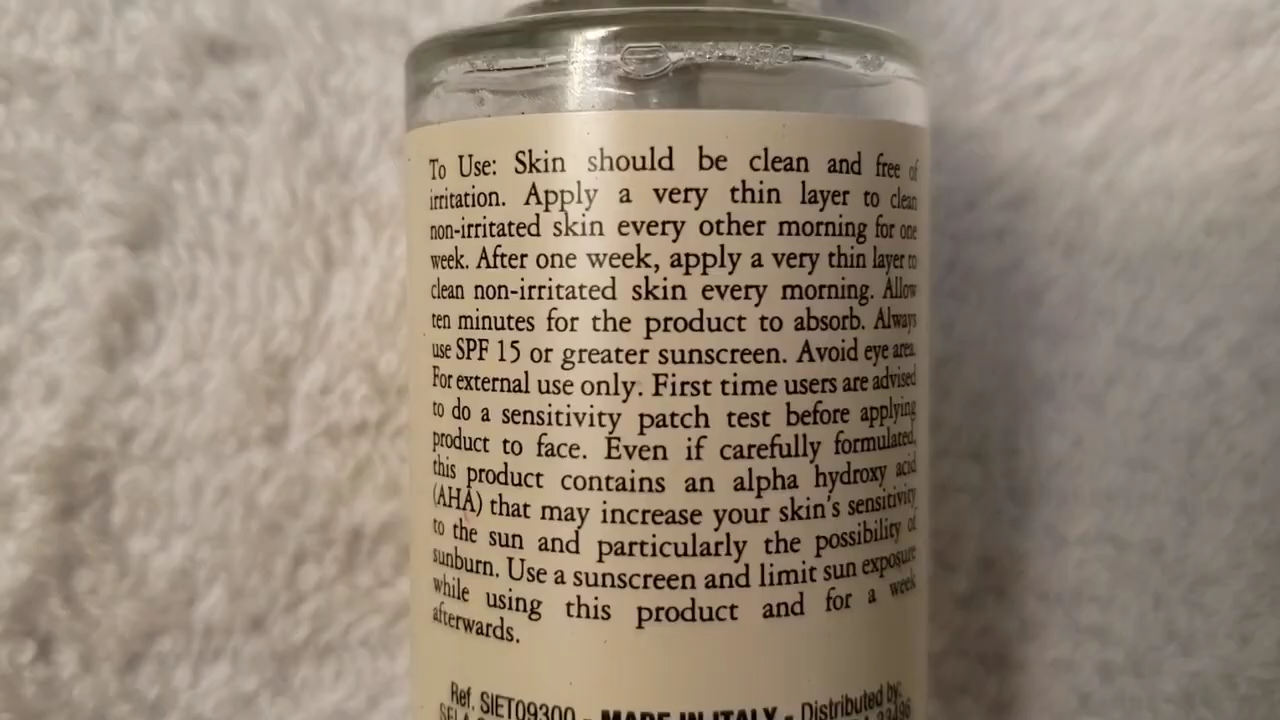 To Use: Skin should be clean and free of
irritation. Apply a very thin layer to clean
non-irritated skin every other morning for one
week. After one week, apply a very thin layer to
clean non-irritated skin every morning. Allow
ten minutes for the product to absorb. Always
use SPF 15 or greater sunscreen. Avoid eye area.
For external use only. First time users are advised
to do a sensitivity patch test before applying
product to face. Even if carefully formulated,
this product contains an alpha hydroxy acid
(AHA) that may increase your skin's sensitivity
to the sun and particularly the possibility of
sunburn. Use a sunscreen and limit sun exposure
while using this product and for a week
afterwards.
Ref. SIET09300 - MADE IN ITALY - Distributed by: